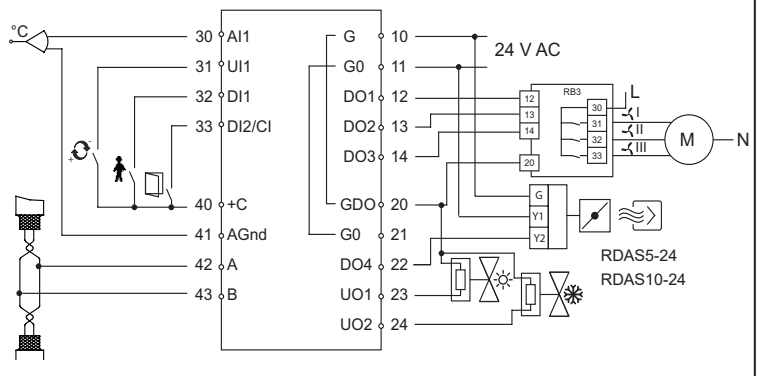 °C
30 AI1
31 UI1
32 DI1
33 DI2/CI
+ -
40 +C
41 AGnd
42 A
43 B
G 10
G0 11
DO1 12
DO2 13
DO3 14
GDO 20
G0 21
DO4 22
UO1 23
UO2 24
24 V AC
RB3
12
13
14
20
30 L
31 I
32 II
33 III
M
N
G
Y1
Y2
RDAS5-24
RDAS10-24